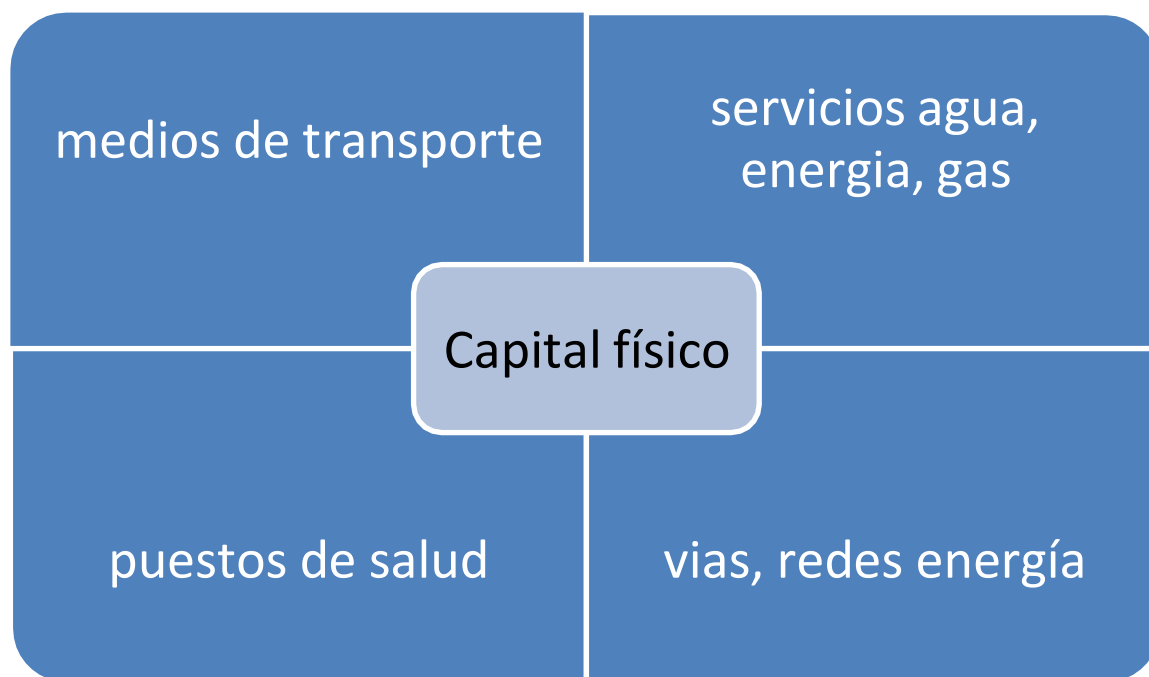 medios de transporte
servicios agua,
energia, gas
Capital físico
puestos de salud
vias, redes energía